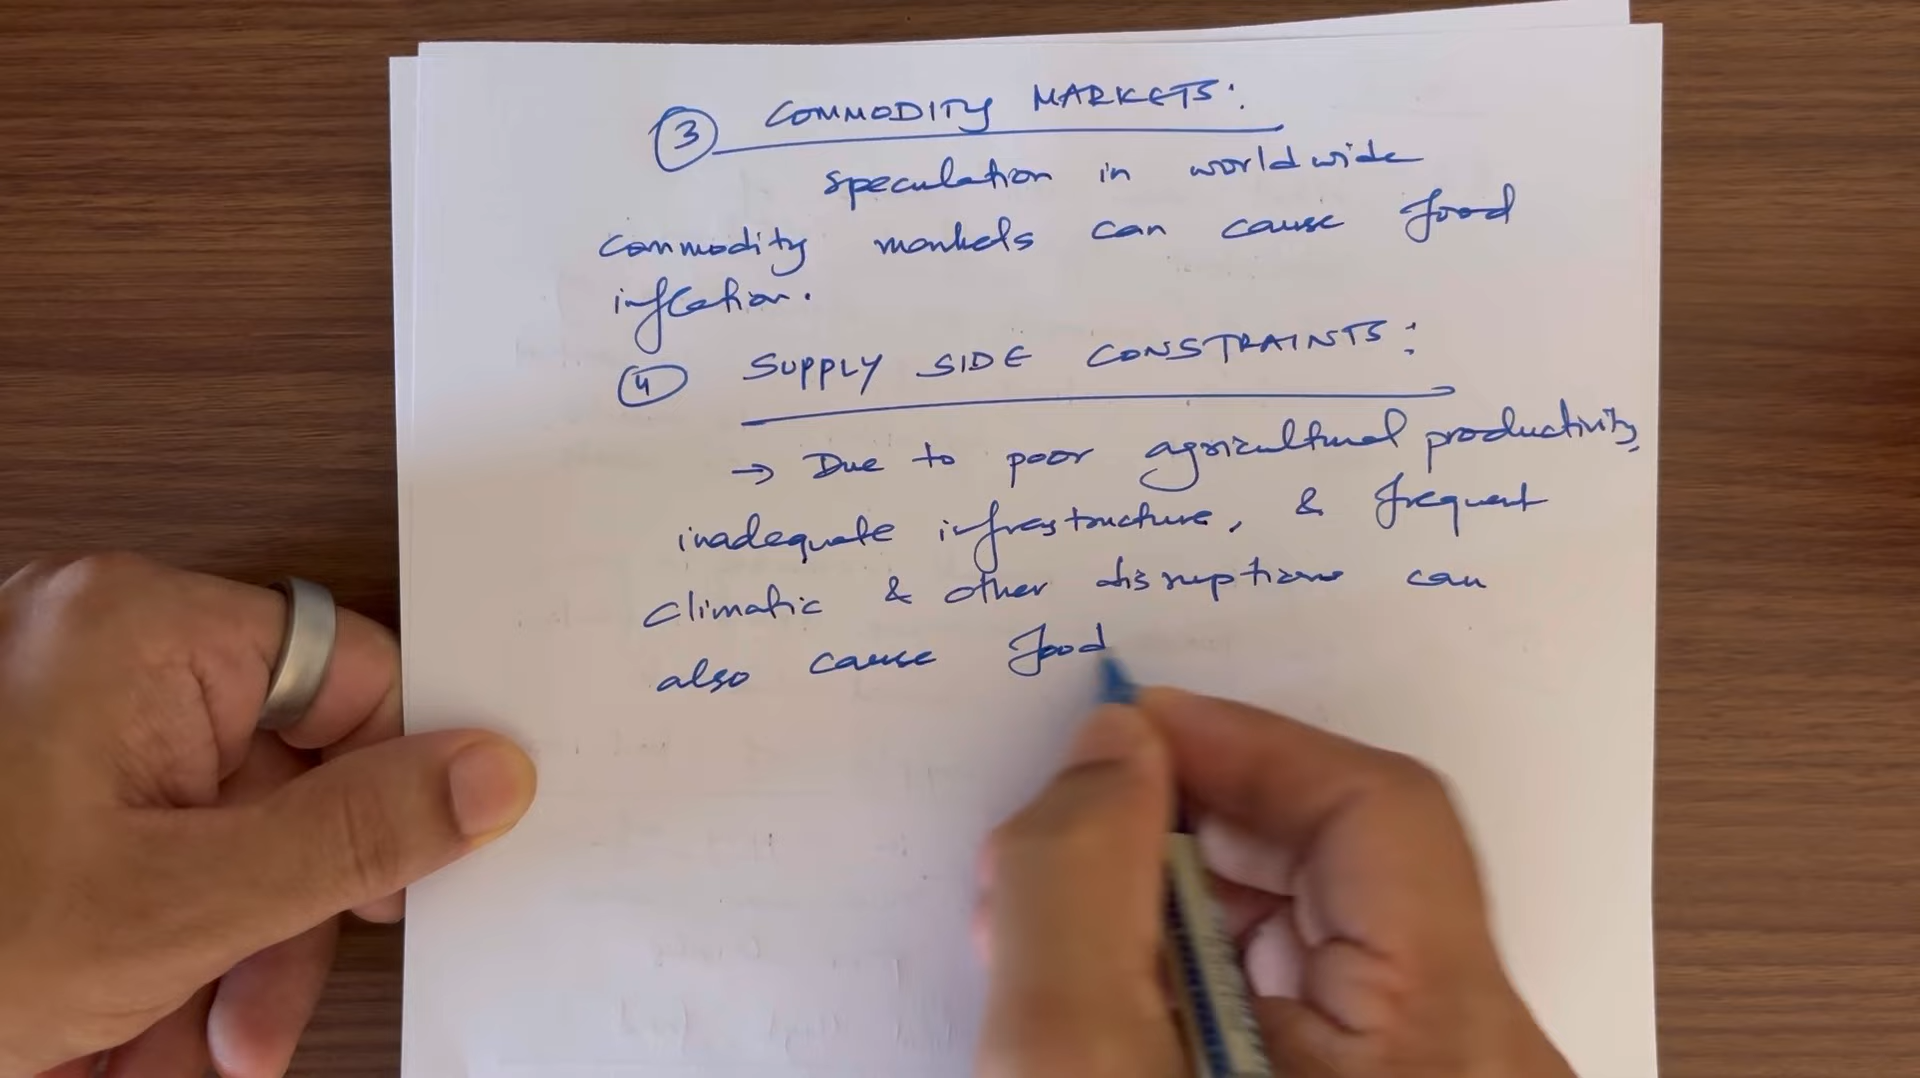 ③ COMMODITY MARKETS:
speculation in worldwide
commodity markets can cause food
inflation.
④ SUPPLY SIDE CONSTRAINTS:
→ Due to poor agricultural productivity,
inadequate infrastructure, & frequent
climatic & other disruptions can
also cause food